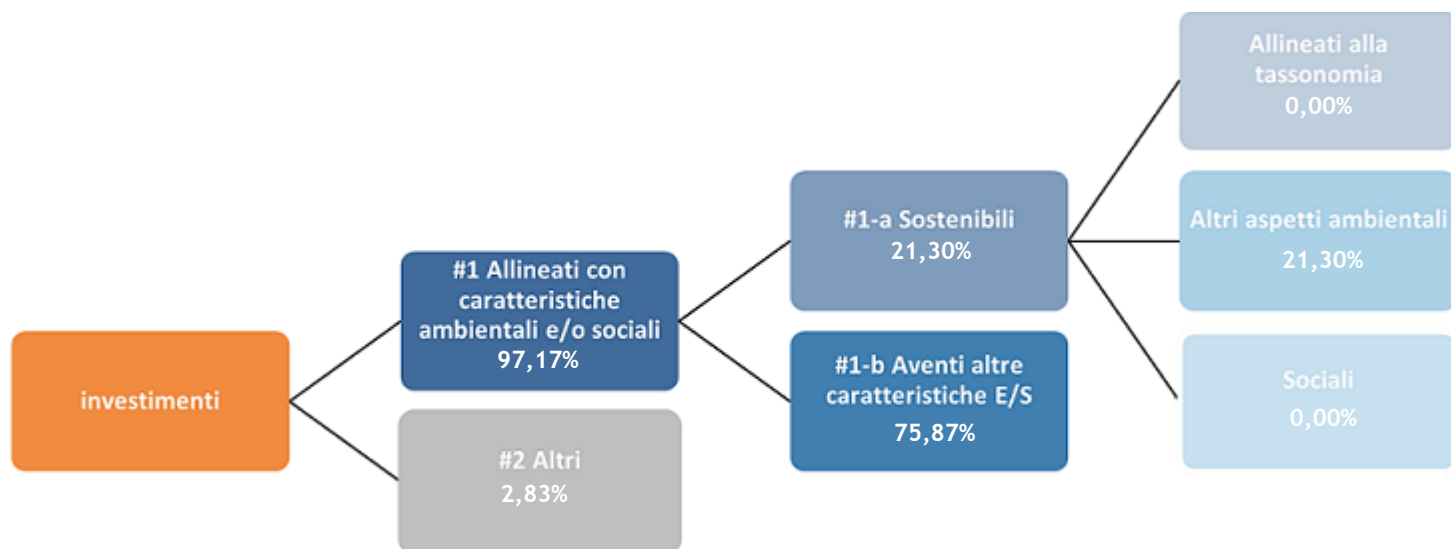 investimenti
#1 Allineati con
caratteristiche
ambientali e/o sociali
97,17%
#2 Altri
2,83%
#1-a Sostenibili
21,30%
#1-b Aventi altre
caratteristiche E/S
75,87%
Allineati alla
tassonomia
0,00%
Altri aspetti ambientali
21,30%
Sociali
0,00%